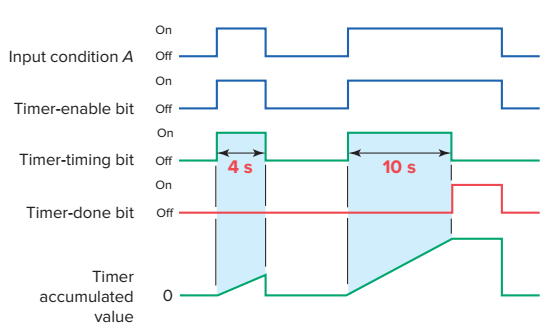 On
Input condition A Off
On
Timer-enable bit Off
On
Timer-timing bit Off
4 s 10 s
On
Timer-done bit Off
Timer
accumulated 0
value